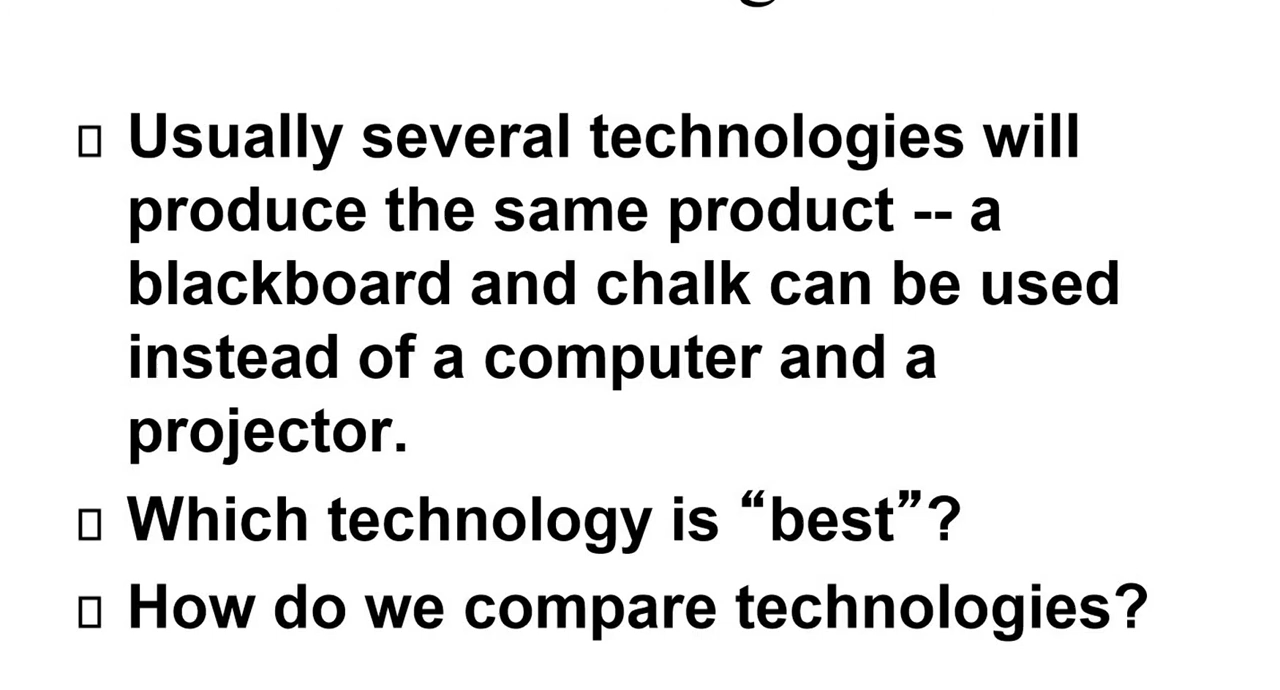 Usually several technologies will
produce the same product -- a
blackboard and chalk can be used
instead of a computer and a
projector.
Which technology is “best”?
How do we compare technologies?